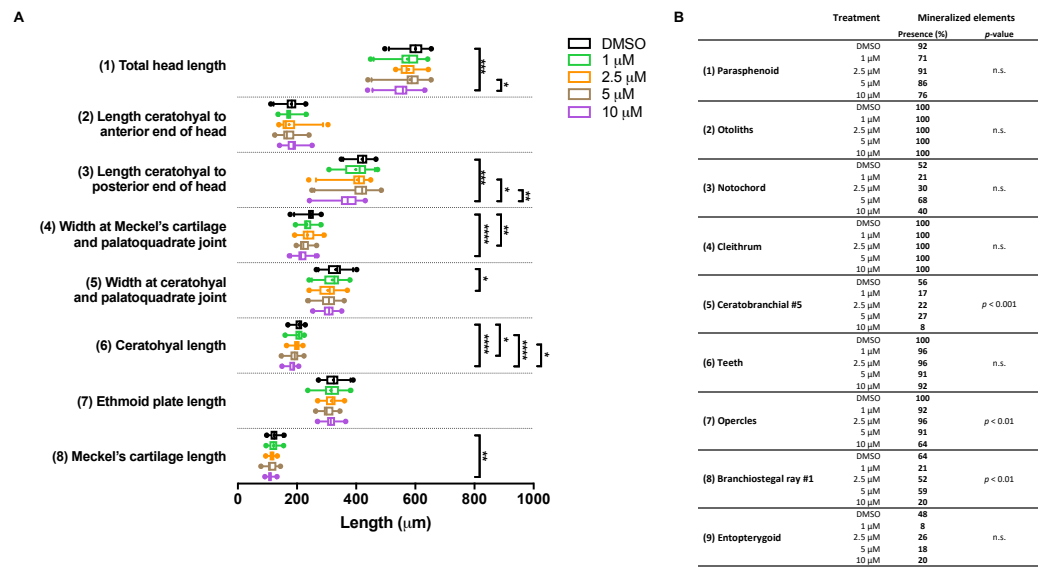 A
(1) Total head length
(2) Length ceratohyal to
anterior end of head
(3) Length ceratohyal to
posterior end of head
(4) Width at Meckel's cartilage
and palatoquadrate joint
(5) Width at ceratohyal
and palatoquadrate joint
(6) Ceratohyal length
(7) Ethmoid plate length
(8) Meckel's cartilage length
0 200 400 600 800 1000
Length (μm)
****
*
****
*
**
****
**
*
****
*
****
*
**
DMSO
1 μM
2.5 μM
5 μM
10 μM
B
Treatment Mineralized elements
Presence (%) p-value
DMSO 92
1 μM 71
(1) Parasphenoid 2.5 μM 91 n.s.
5 μM 86
10 μM 76
DMSO 100
1 μM 100
(2) Otoliths 2.5 μM 100 n.s.
5 μM 100
10 μM 100
DMSO 52
1 μM 21
(3) Notochord 2.5 μM 30 n.s.
5 μM 68
10 μM 40
DMSO 100
1 μM 100
(4) Cleithrum 2.5 μM 100 n.s.
5 μM 100
10 μM 100
DMSO 56
1 μM 17
(5) Ceratobranchial #5 2.5 μM 22 p < 0.001
5 μM 27
10 μM 8
DMSO 100
1 μM 96
(6) Teeth 2.5 μM 96 n.s.
5 μM 91
10 μM 92
DMSO 100
1 μM 92
(7) Opercles 2.5 μM 96 p < 0.01
5 μM 91
10 μM 64
DMSO 64
1 μM 21
(8) Branchiostegal ray #1 2.5 μM 52 p < 0.01
5 μM 59
10 μM 20
DMSO 48
1 μM 8
(9) Entopterygoid 2.5 μM 26 n.s.
5 μM 18
10 μM 20